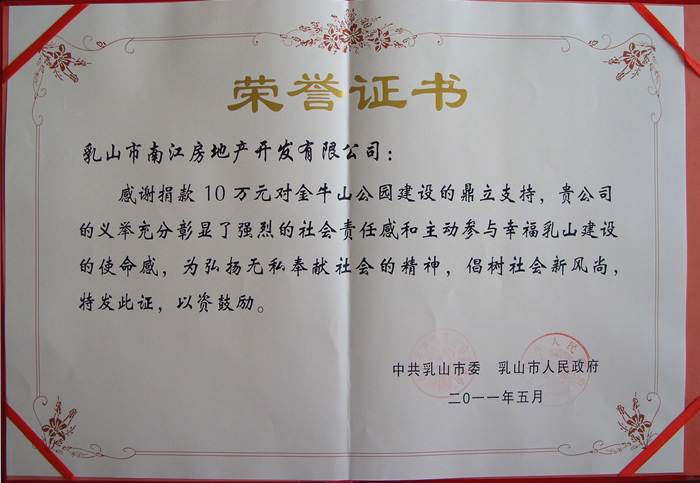 荣誉证书
乳山市南江房地产开发有限公司：
感谢捐款10万元对金牛山公园建设的鼎立支持，贵公司
的义举充分彰显了强烈的社会责任感和主动参与幸福乳山建设
的使命感，为弘扬无私奉献社会的精神，倡树社会新风尚，
特发此证，以资鼓励。
中共乳山市委 乳山市人民政府
二〇一一年五月